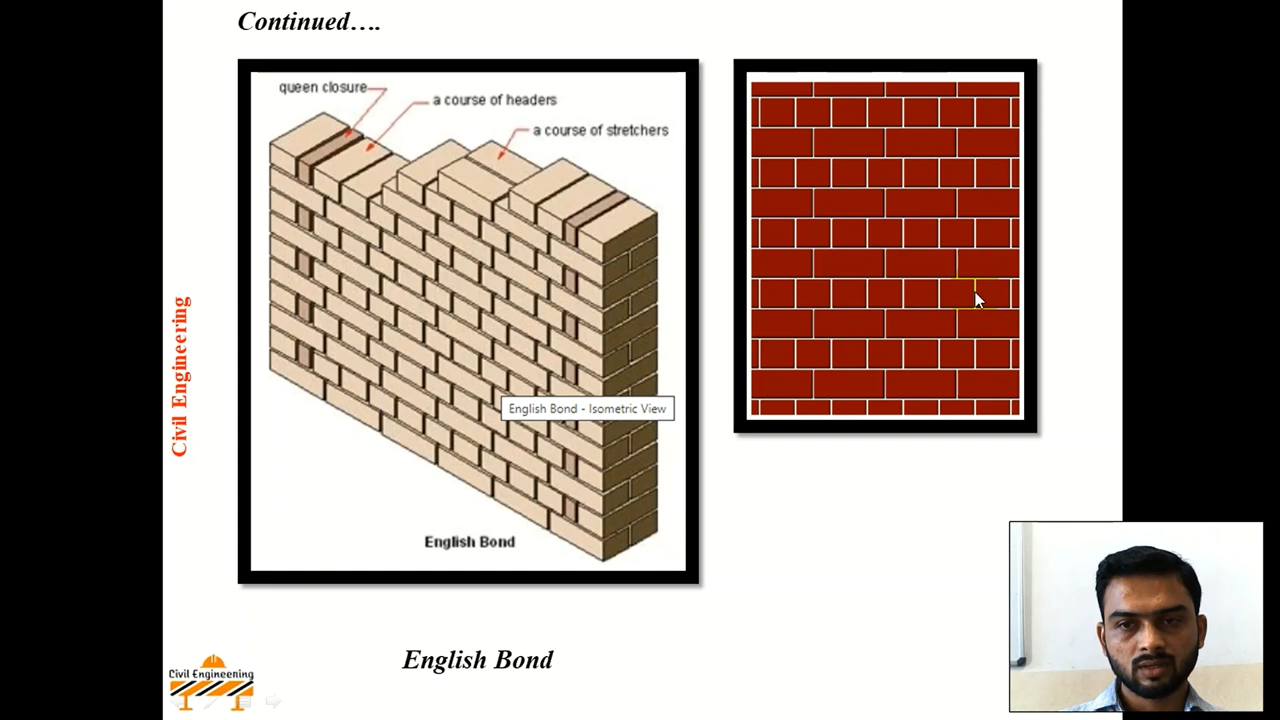 Continued….
queen closure
a course of headers
a course of stretchers
Civil Engineering
English Bond - Isometric View
English Bond
Civil Engineering
English Bond